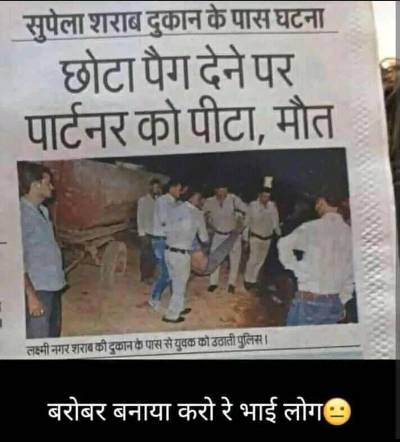 सुपेला शराब दुकान के पास घटना
छोटा पैग देने पर
पार्टनर को पीटा, मौत
लक्ष्मी नगर शराब की दुकान के पास से युवक को उठाती पुलिस।
बरोबर बनाया करो रे भाई लोग😐